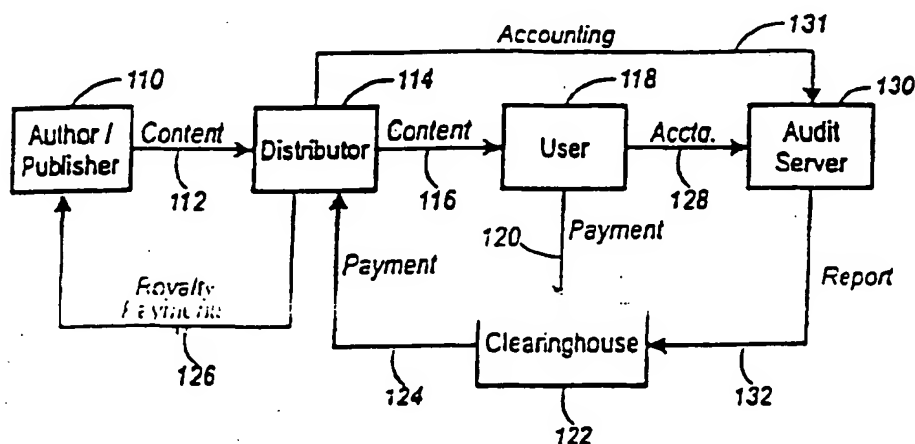 Accounting
131
110
114
118
130
Author /
Publisher
Content
112
Distributor
Content
116
User
Accta.
128
Audit
Server
120
Payment
Payment
Report
Royalty
126
124
Clearinghouse
122
132